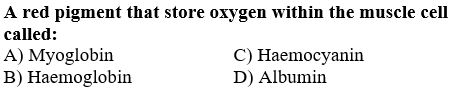 A red pigment that store oxygen within the muscle cell
called:
A) Myoglobin C) Haemocyanin
B) Haemoglobin D) Albumin